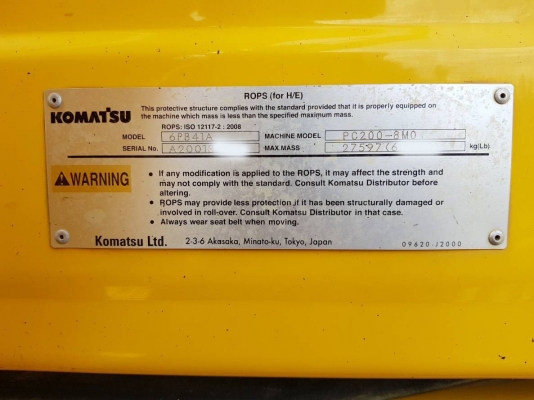 ROPS (for H/E)
KOMATSU
This protective structure complies with the standard provided that it is properly equipped on
the machine which mass is less than the specified maximum mass.
ROPS: ISO 12117-2 : 2008
MODEL 6PB41A MACHINE MODEL PC200-8M0
SERIAL No. MAX.MASS kg(Lb)
WARNING
• If any modification is applied to the ROPS, it may affect the strength and
may not comply with the standard. Consult Komatsu Distributor before
altering.
• ROPS may provide less protection if it has been structurally damaged or
involved in roll-over. Consult Komatsu Distributor in that case.
• Always wear seat belt when moving.
Komatsu Ltd. 2-3-6 Akasaka, Minato-ku, Tokyo, Japan 09620-J2000